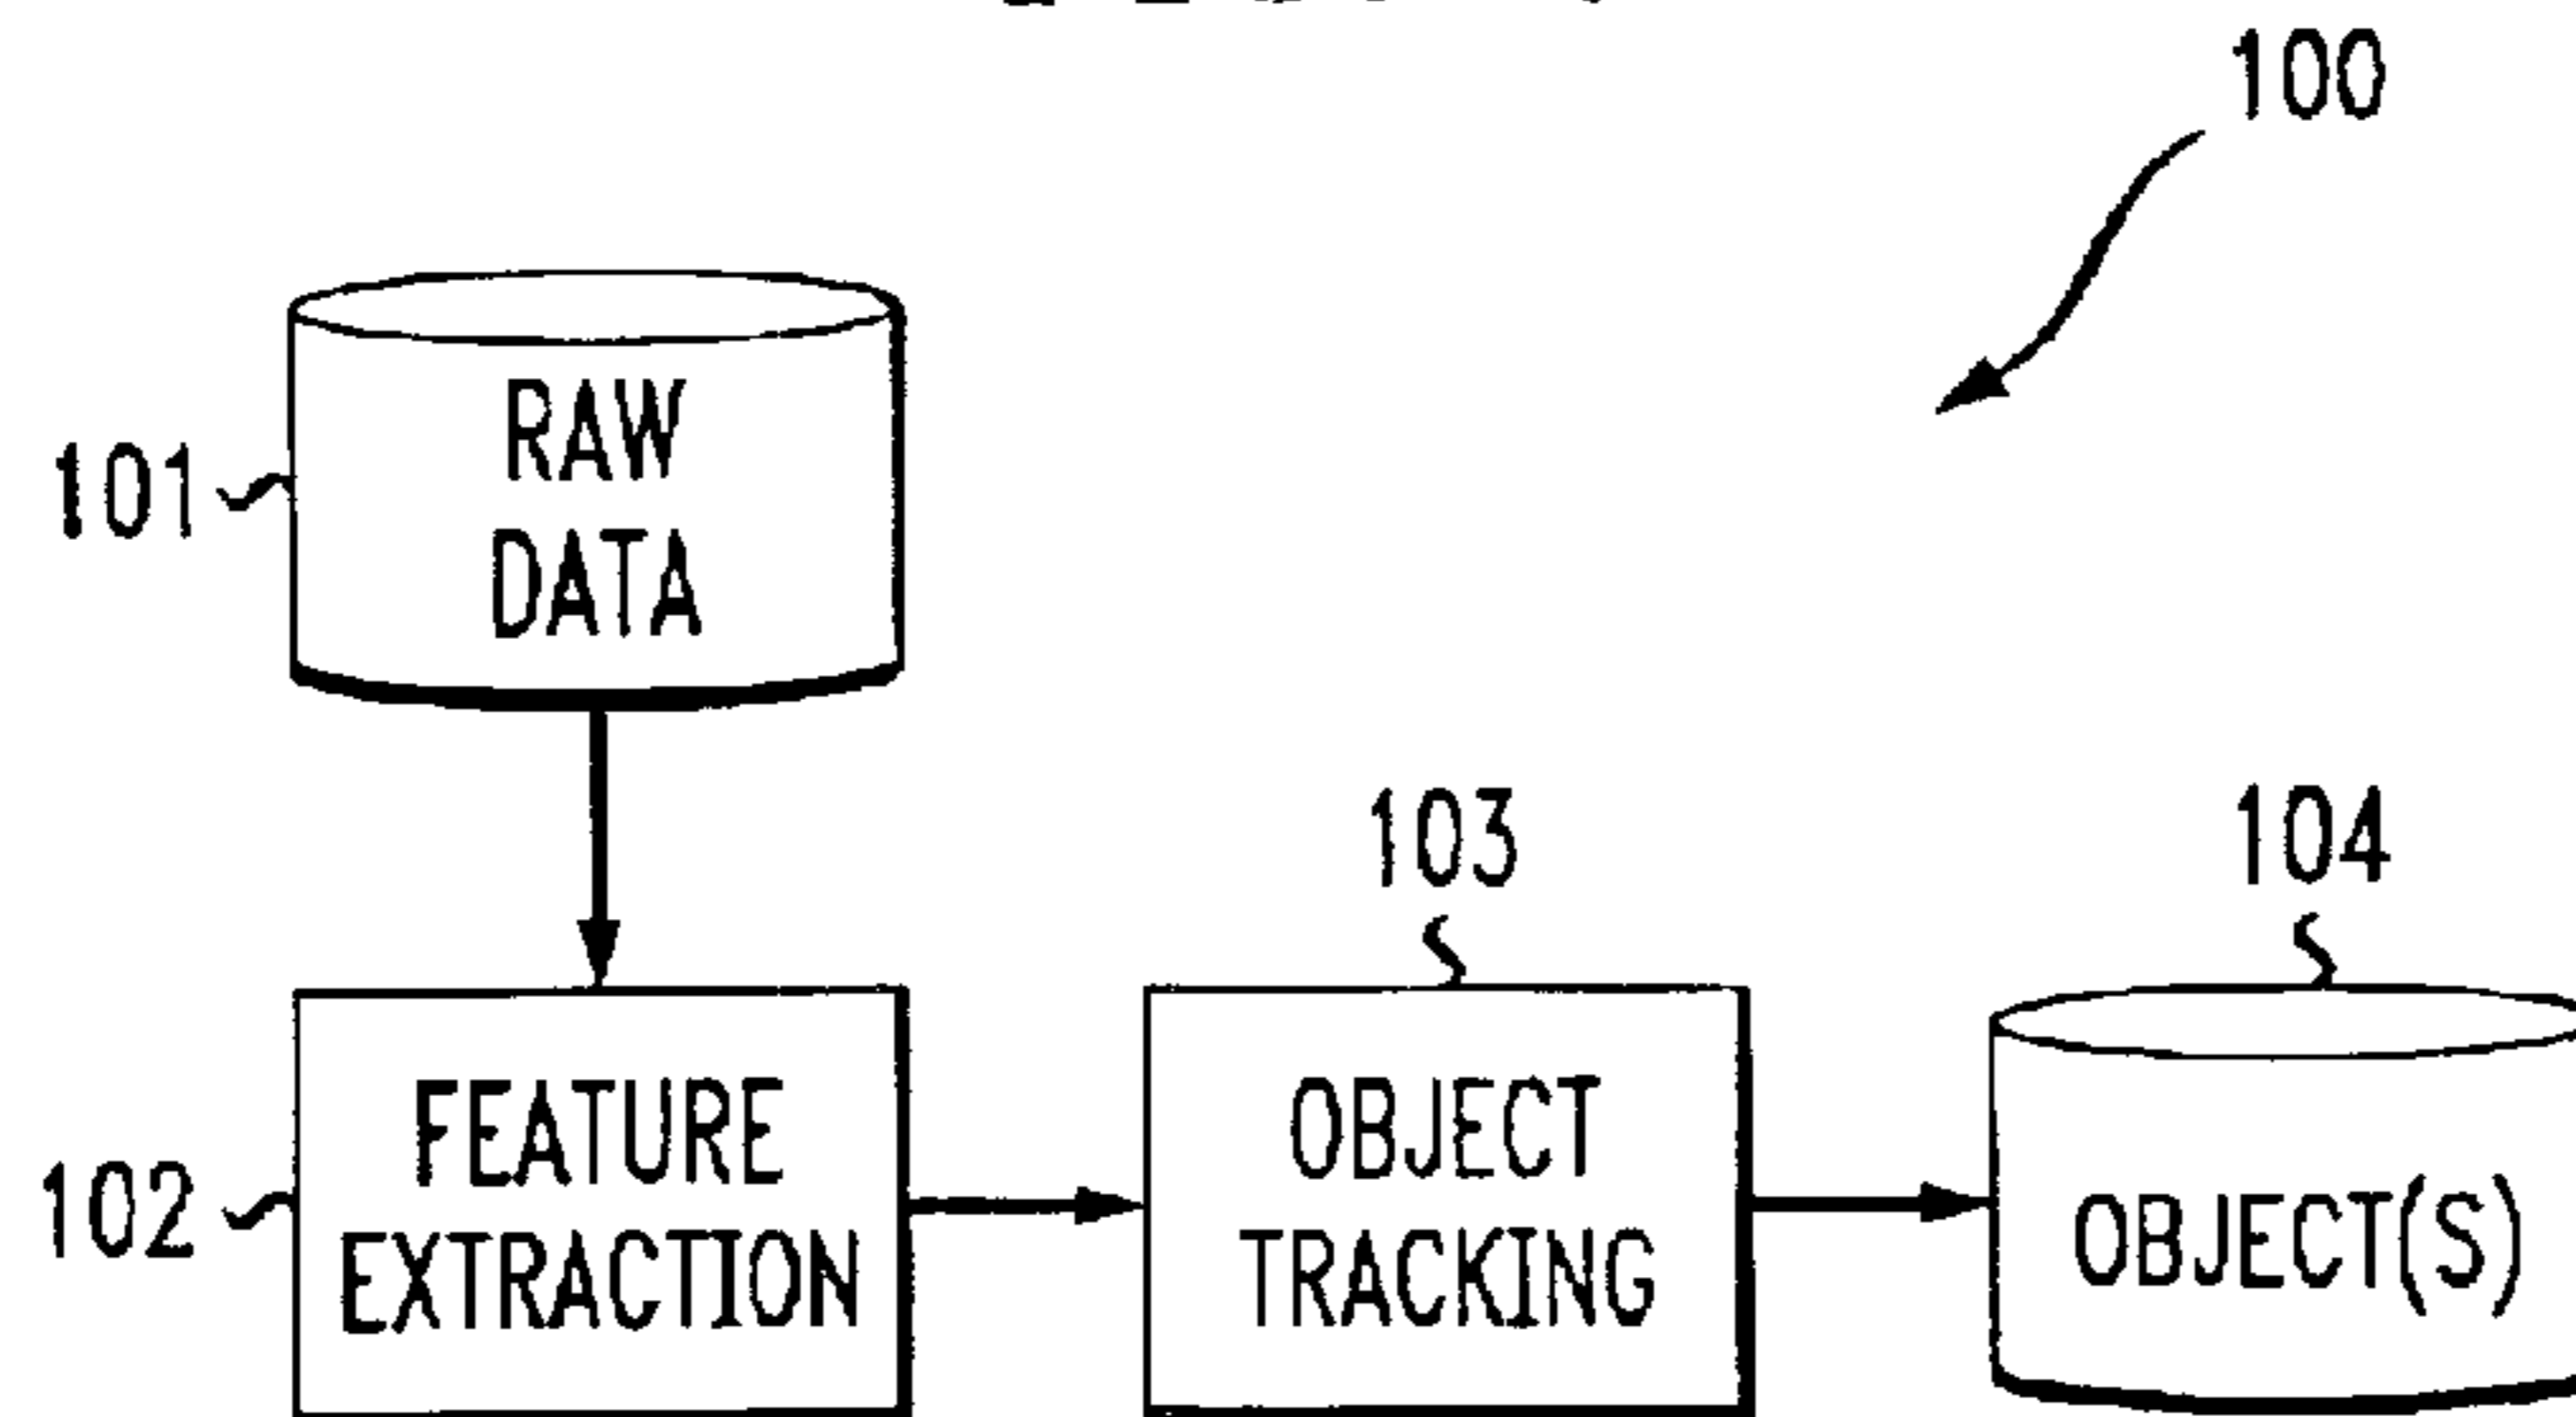 100
101
RAW
DATA
103
104
102
FEATURE
EXTRACTION
OBJECT
TRACKING
OBJECT(S)